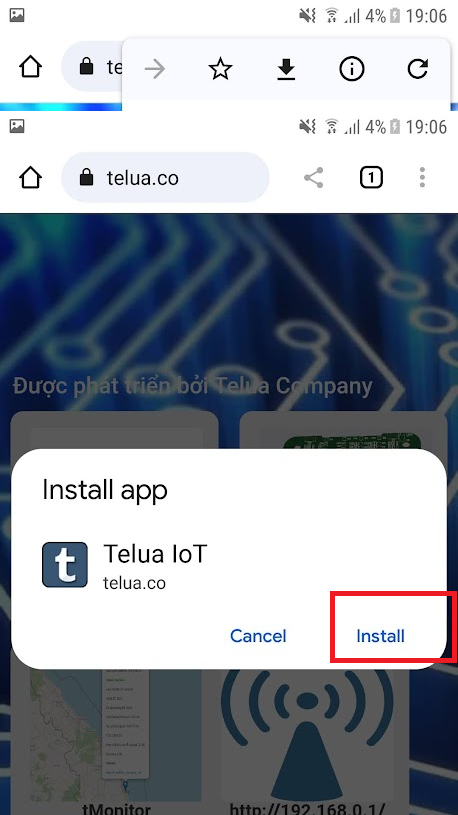 4% 19:06
te
4% 19:06
telua.co
1
Được phát triển bởi Telua Company
Install app
t
Telua IoT
telua.co
Cancel
Install
tMonitor
http://192.168.0.1/